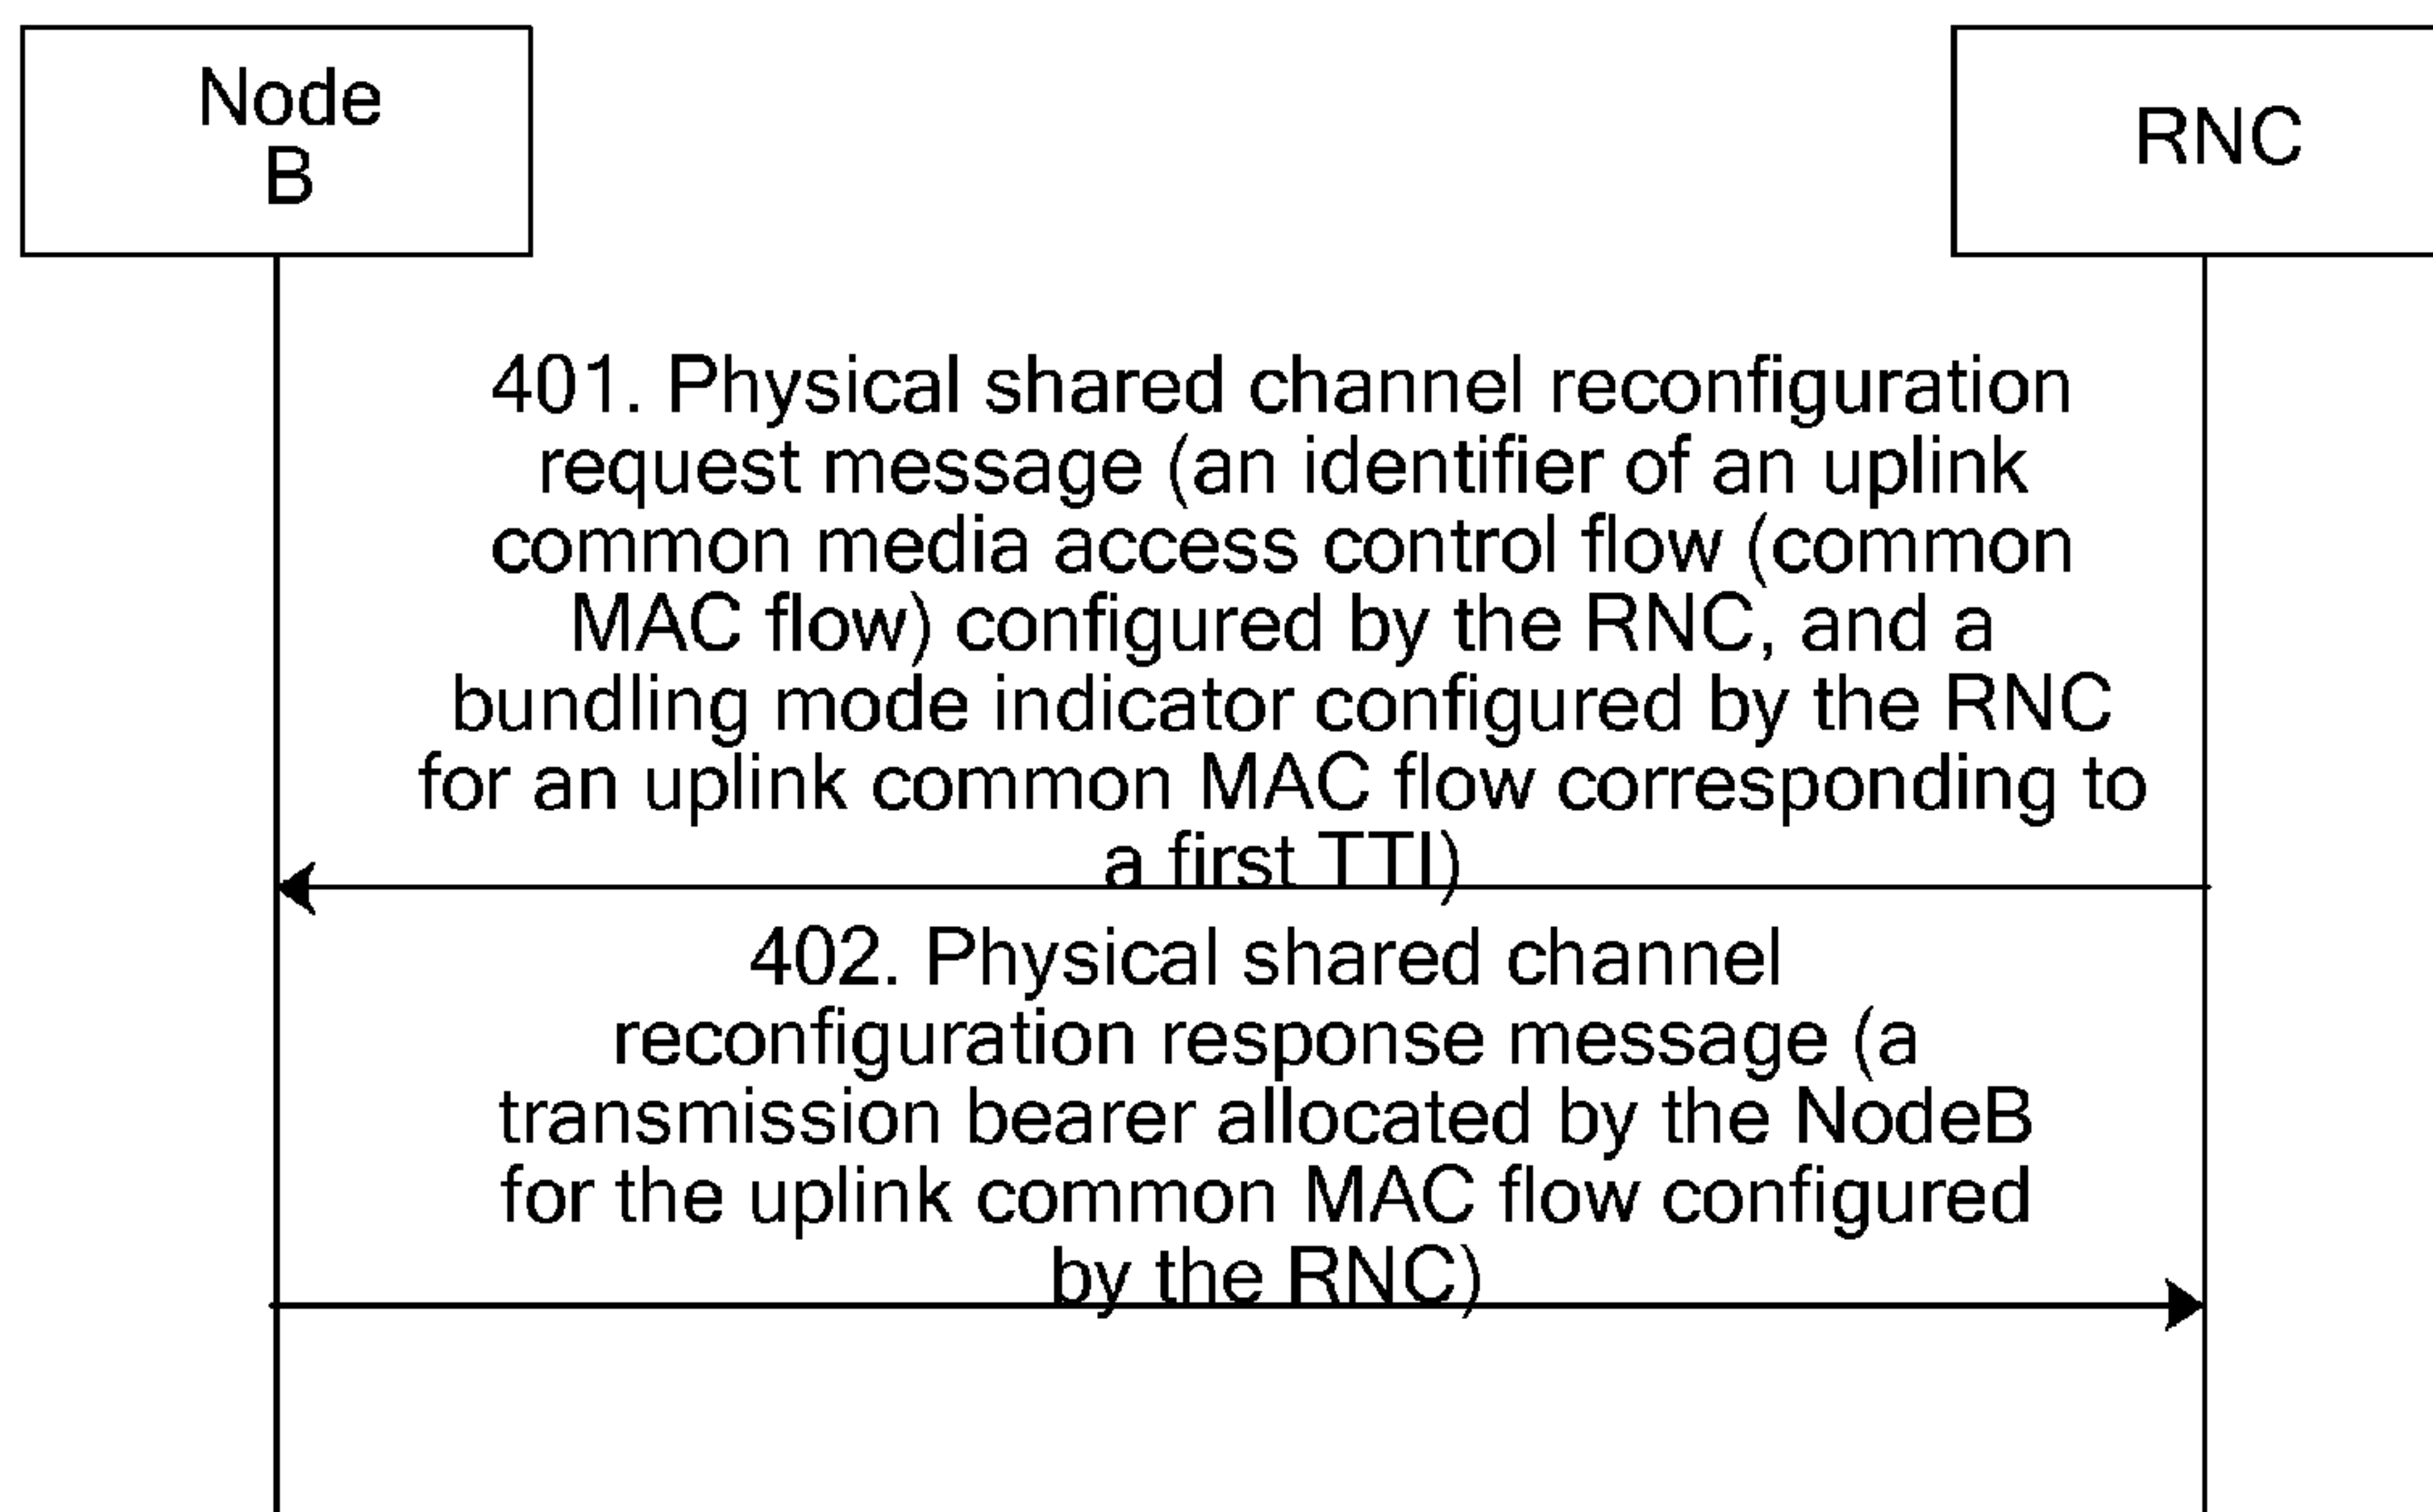 Node
B
RNC
401. Physical shared channel reconfiguration
request message (an identifier of an uplink
common media access control flow (common
MAC flow) configured by the RNC, and a
bundling mode indicator configured by the RNC
for an uplink common MAC flow corresponding to
a first TTI)
402. Physical shared channel
reconfiguration response message (a
transmission bearer allocated by the NodeB
for the uplink common MAC flow configured
by the RNC)